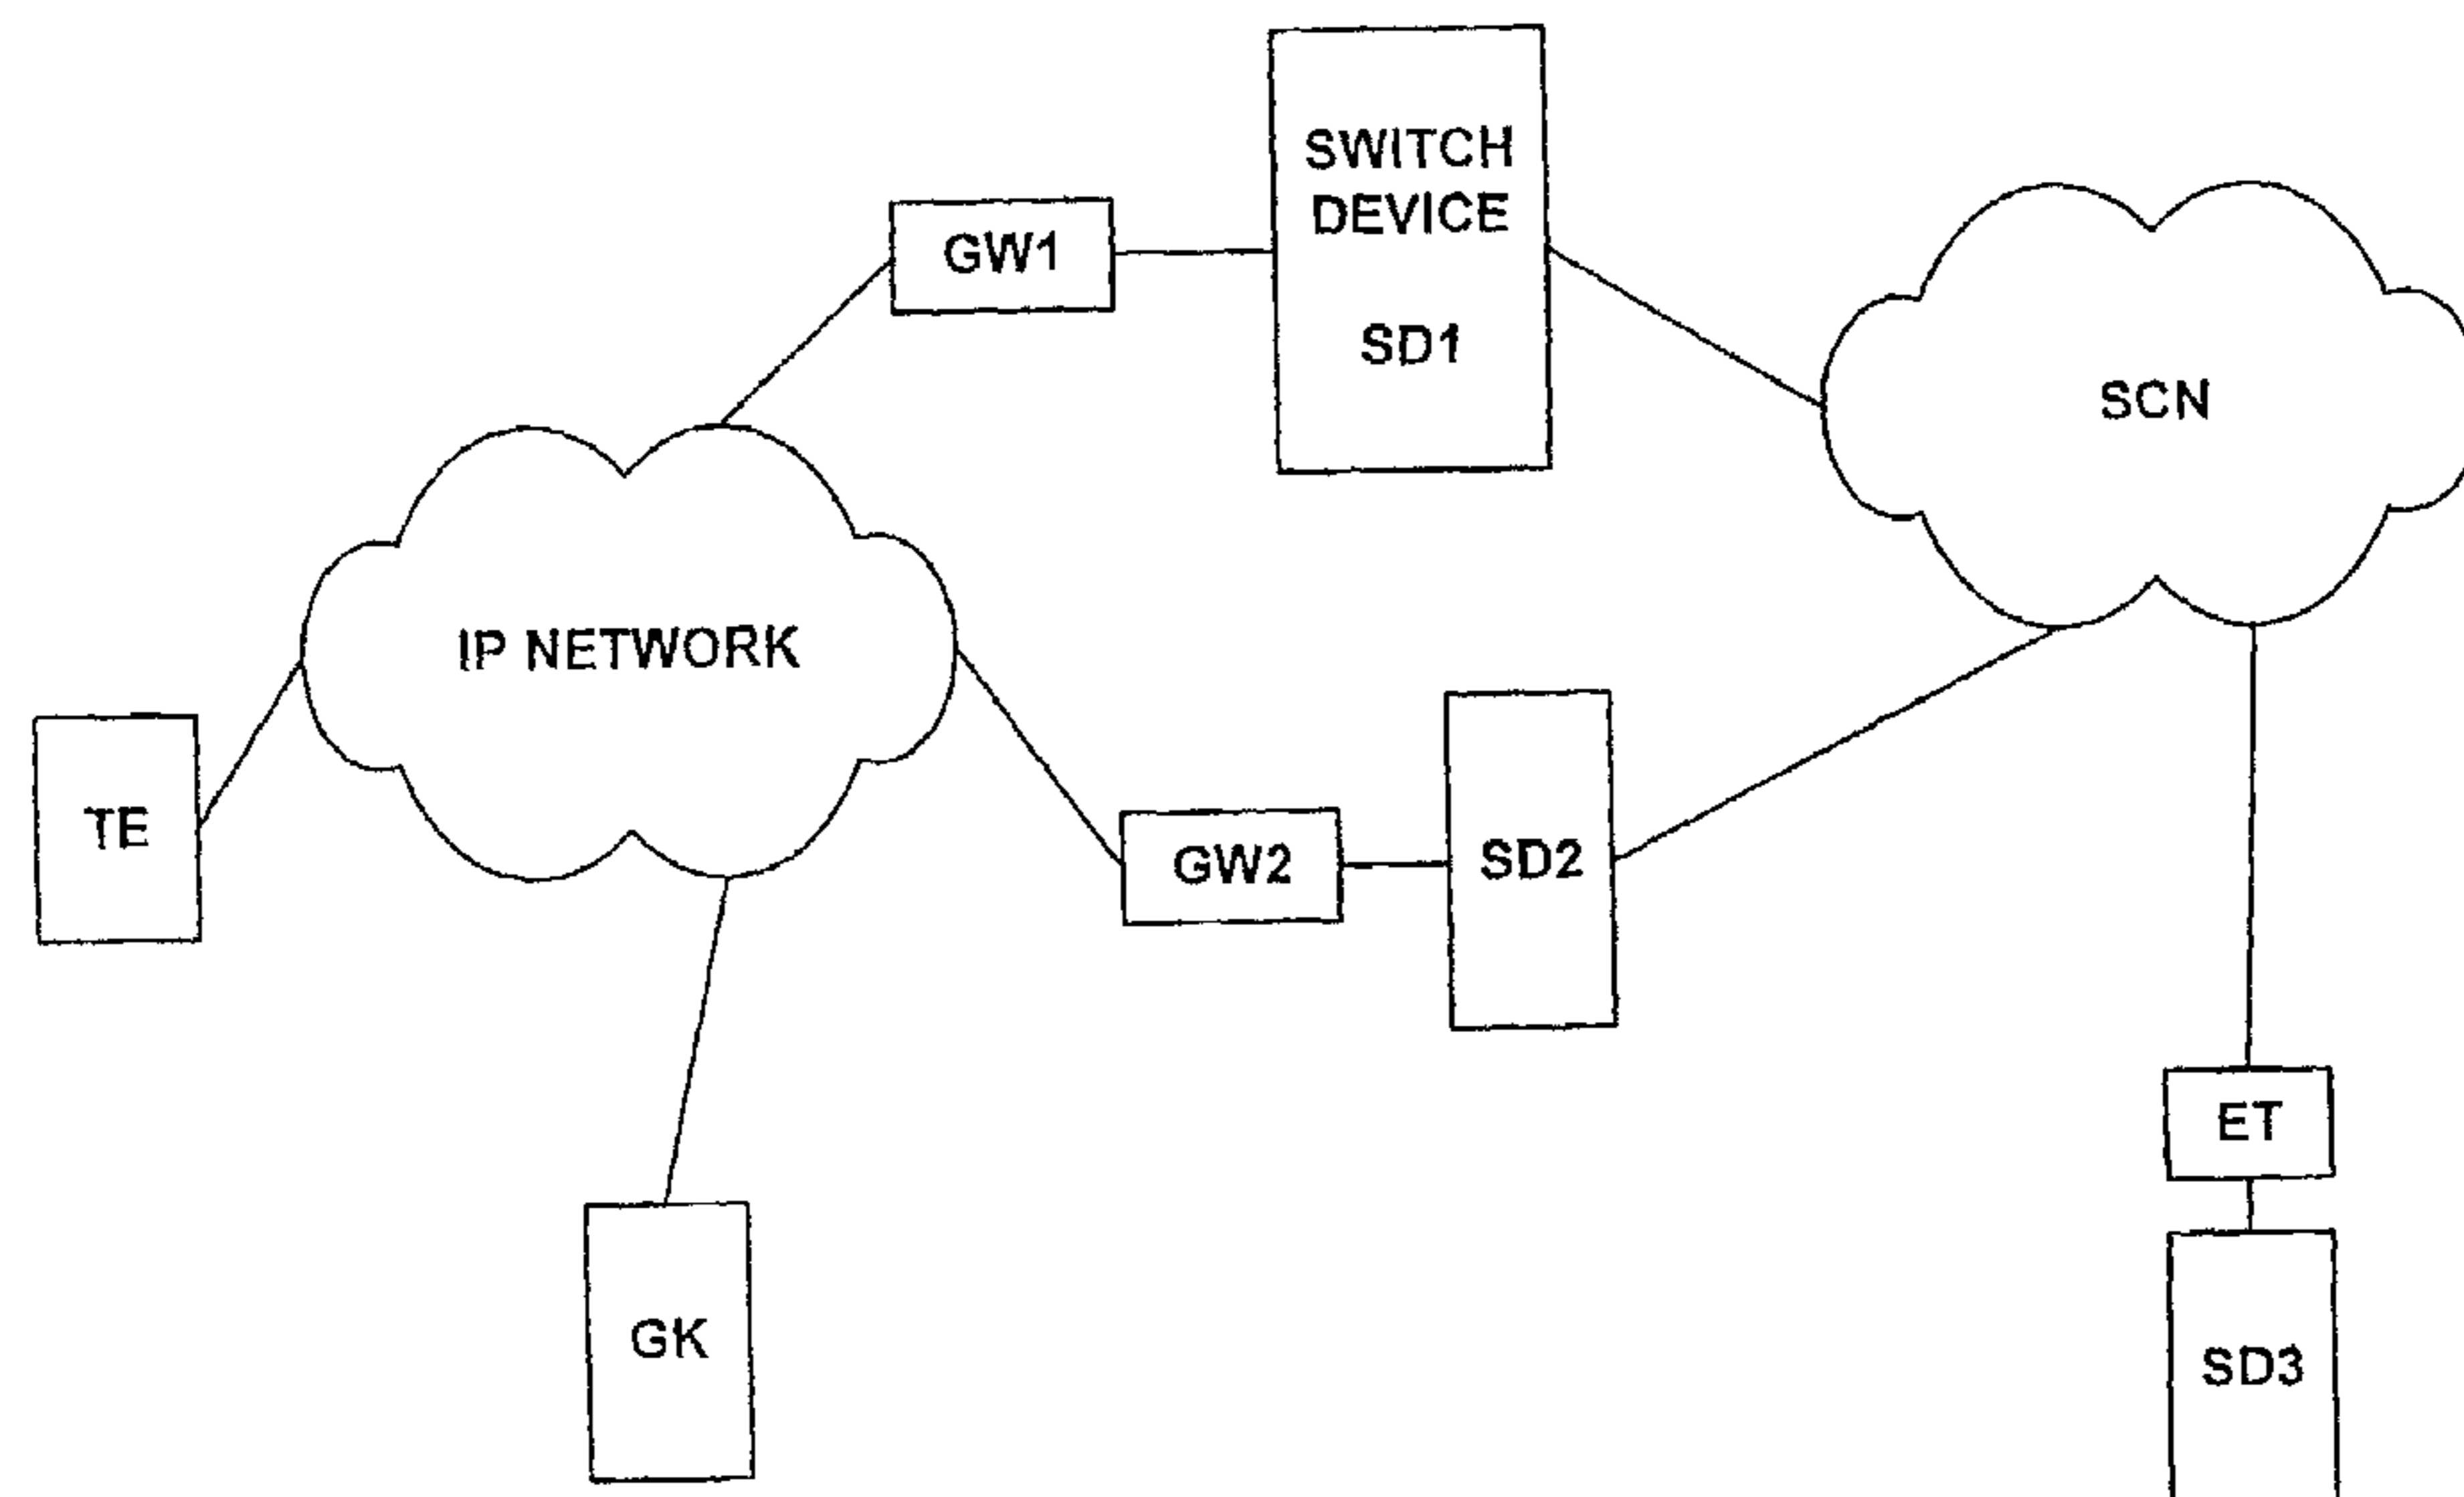 SWITCH
DEVICE
SD1
GW1
SCN
IP NETWORK
TE
GW2
SD2
ET
GK
SD3